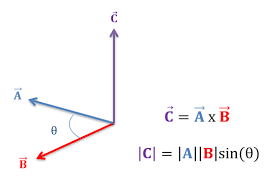 C⃗
A⃗
θ
B⃗
C⃗ = A⃗ x B⃗
|C| = |A||B|sin(θ)